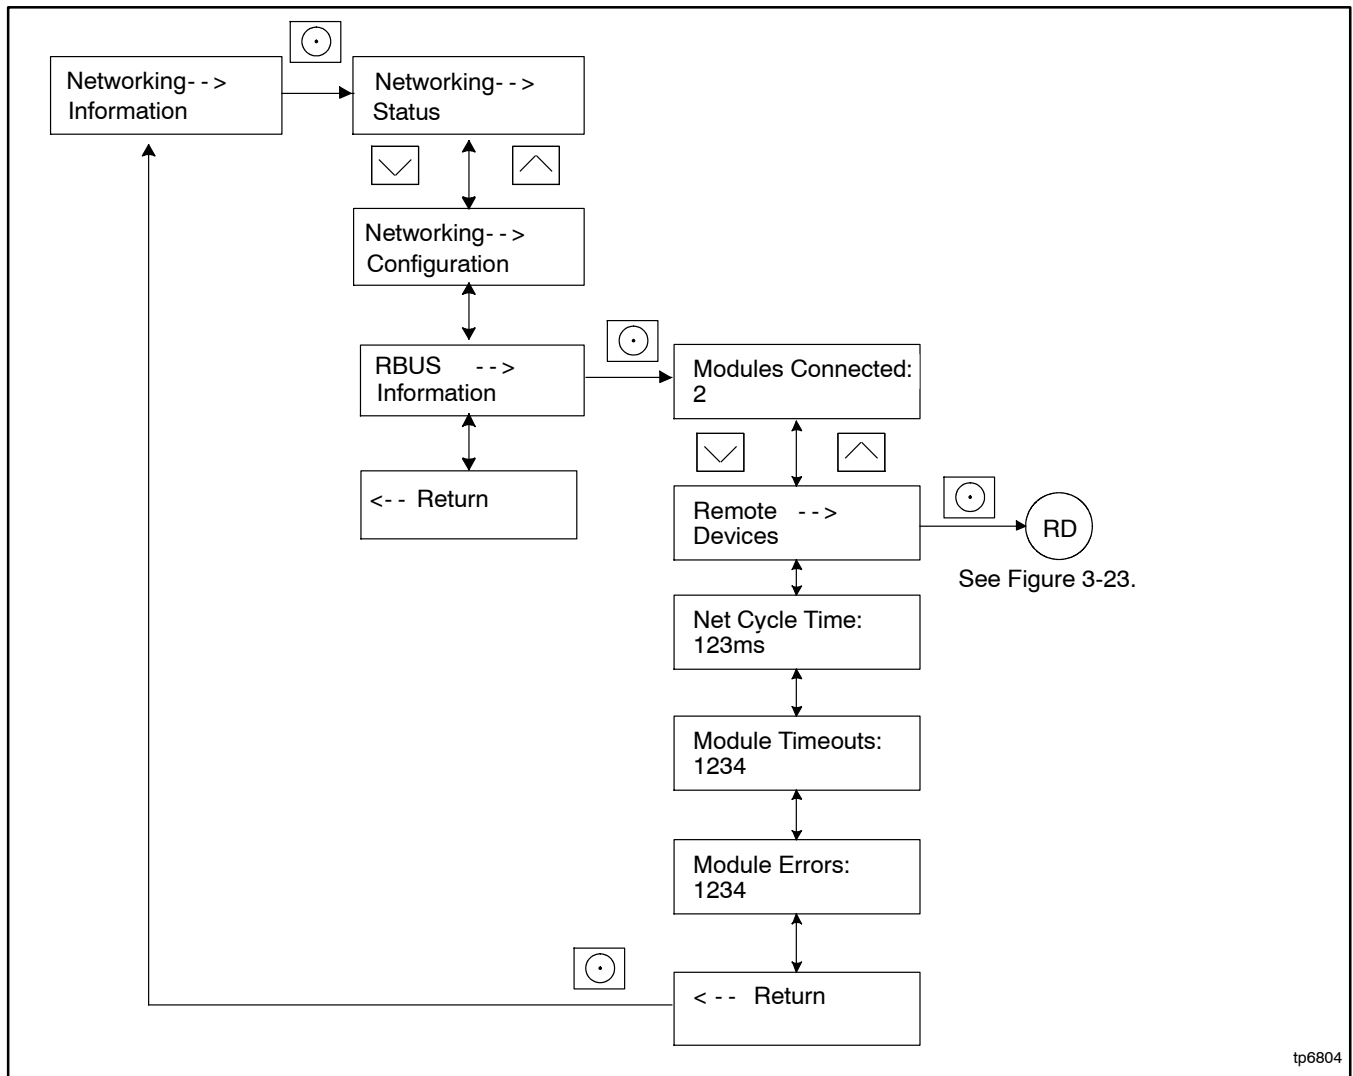 Networking- - >
Information
Networking- - >
Status
Networking- - >
Configuration
RBUS - - >
Information
<- - Return
Modules Connected:
2
Remote - - >
Devices
RD
See Figure 3-23.
Net Cycle Time:
123ms
Module Timeouts:
1234
Module Errors:
1234
< - - Return
tp6804